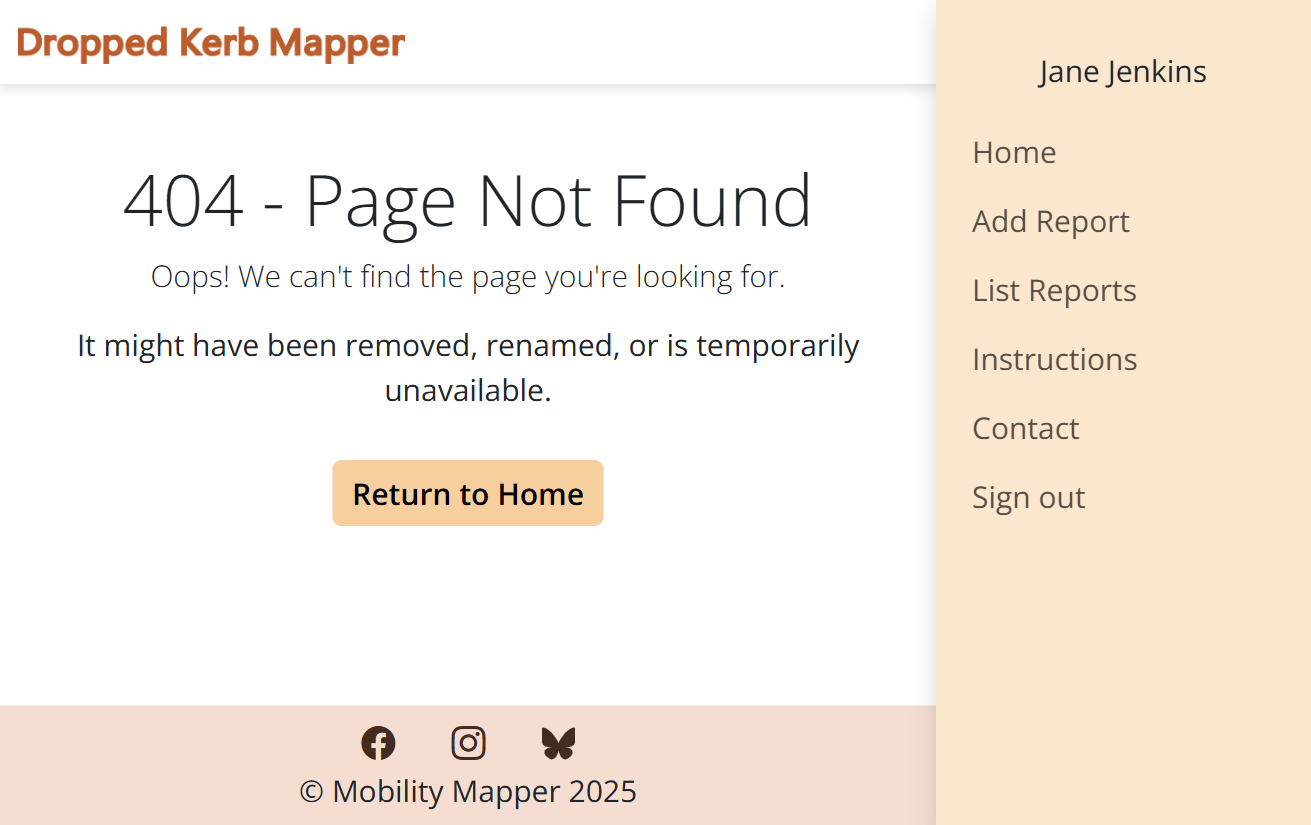 Dropped Kerb Mapper
404 - Page Not Found
Oops! We can't find the page you're looking for.
It might have been removed, renamed, or is temporarily
unavailable.
Return to Home
© Mobility Mapper 2025
Jane Jenkins
Home
Add Report
List Reports
Instructions
Contact
Sign out